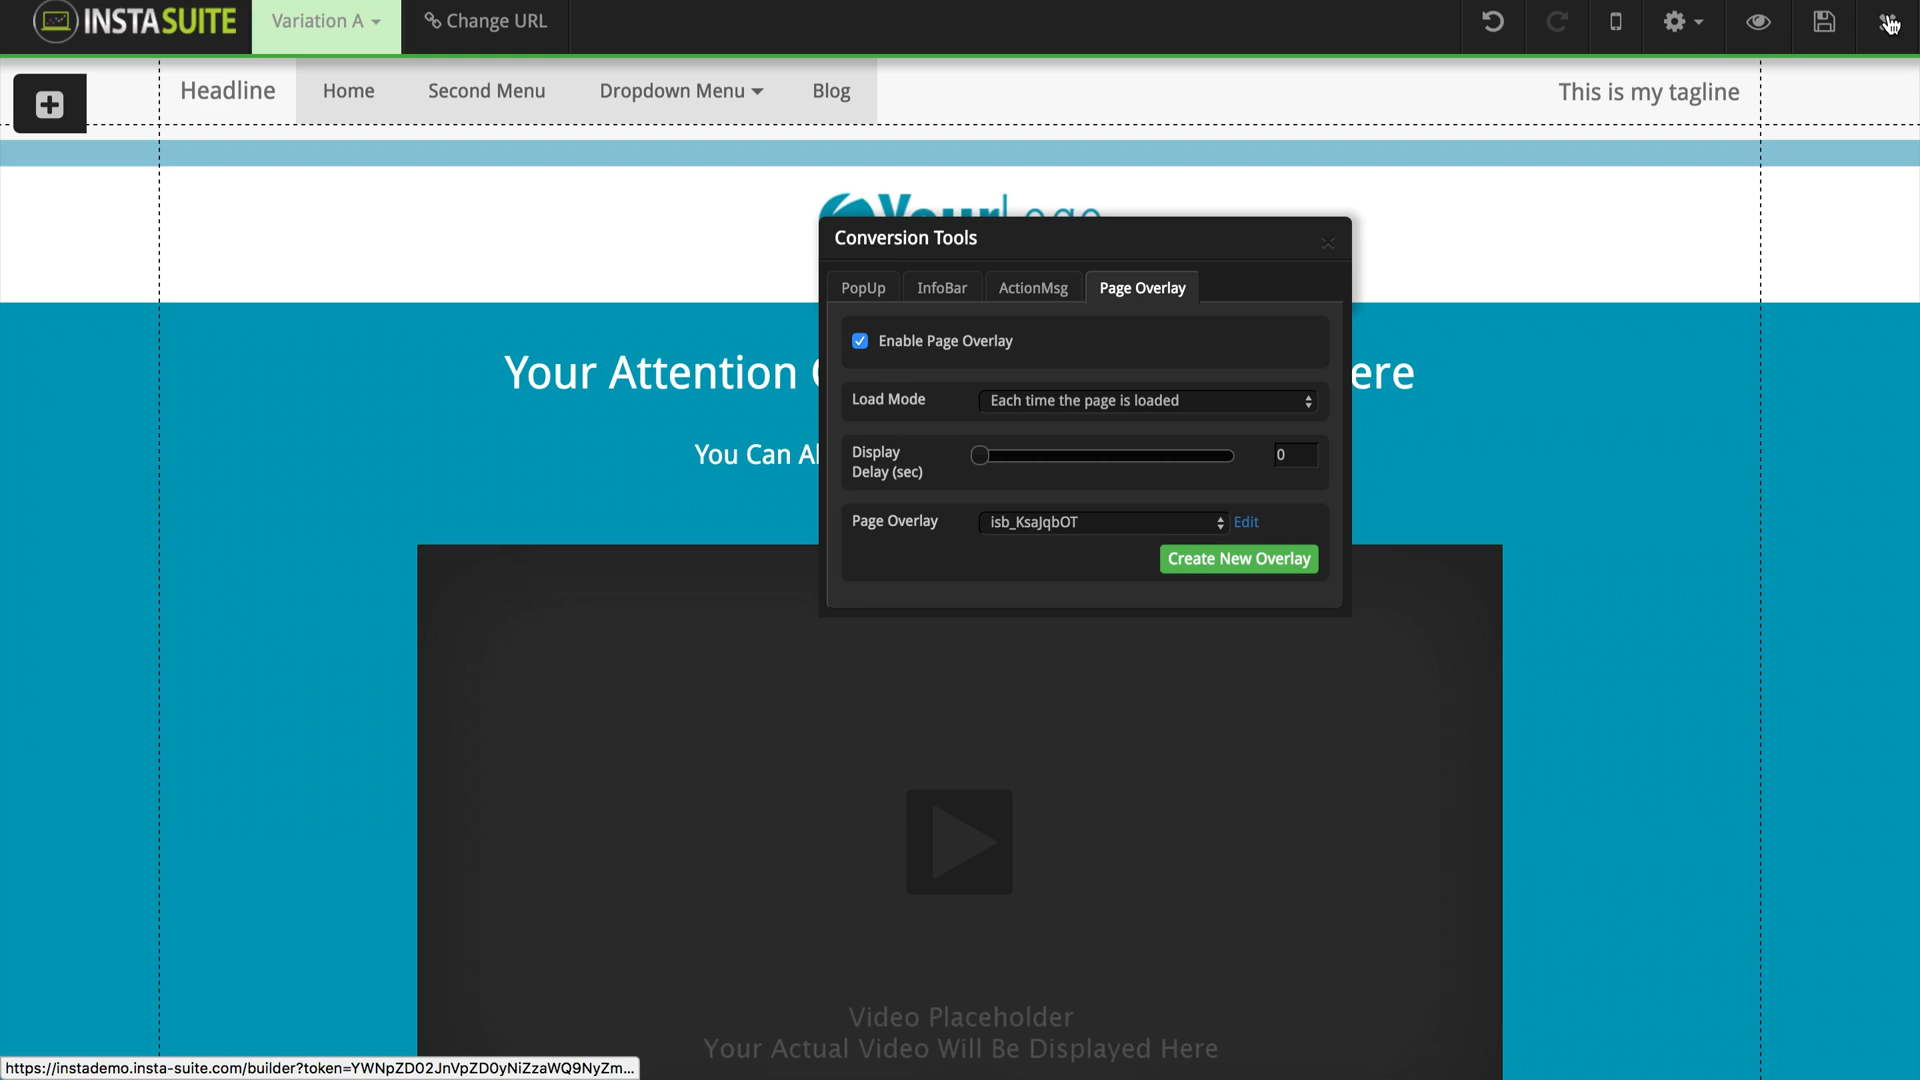 INSTASUITE
Variation A
Change URL
Headline
Home
Second Menu
Dropdown Menu
Blog
This is my tagline
YourLogo
Conversion Tools
PopUp
InfoBar
ActionMsg
Page Overlay
Enable Page Overlay
Load Mode
Each time the page is loaded
Display
Delay (sec)
0
Page Overlay
isb_KsaJqbOT
Edit
Create New Overlay
Your Attention
ere
You Can Al
Video Placeholder
Your Actual Video Will Be Displayed Here
https://instademo.insta-suite.com/builder?token=YWNpZD02JnVpZD0yNiZzaWQ9NyZm...